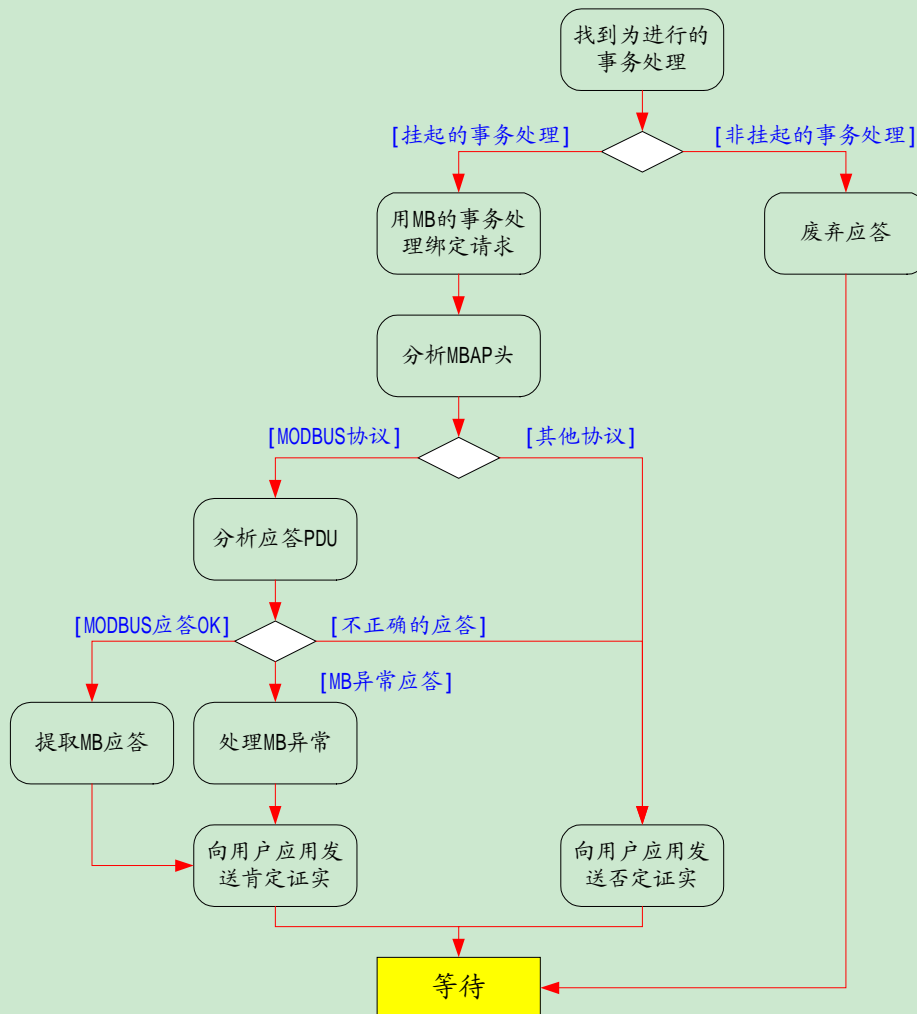 找到为进行的
事务处理
[挂起的事务处理]
[非挂起的事务处理]
用MB的事务处
理绑定请求
废弃应答
分析MBAP头
[MODBUS协议]
[其他协议]
分析应答PDU
[MODBUS应答OK]
[不正确的应答]
[MB异常应答]
提取MB应答
处理MB异常
向用户应用发
送肯定证实
向用户应用发
送否定证实
等待